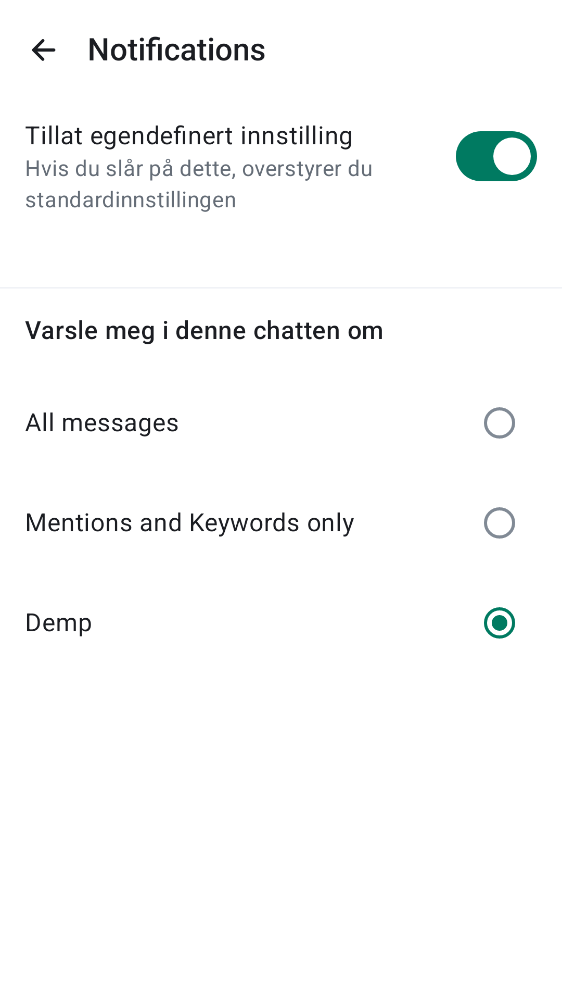 Notifications
Tillat egendefinert innstilling
Hvis du slår på dette, overstyrer du
standardinnstillingen
Varsle meg i denne chatten om
All messages
Mentions and Keywords only
Demp